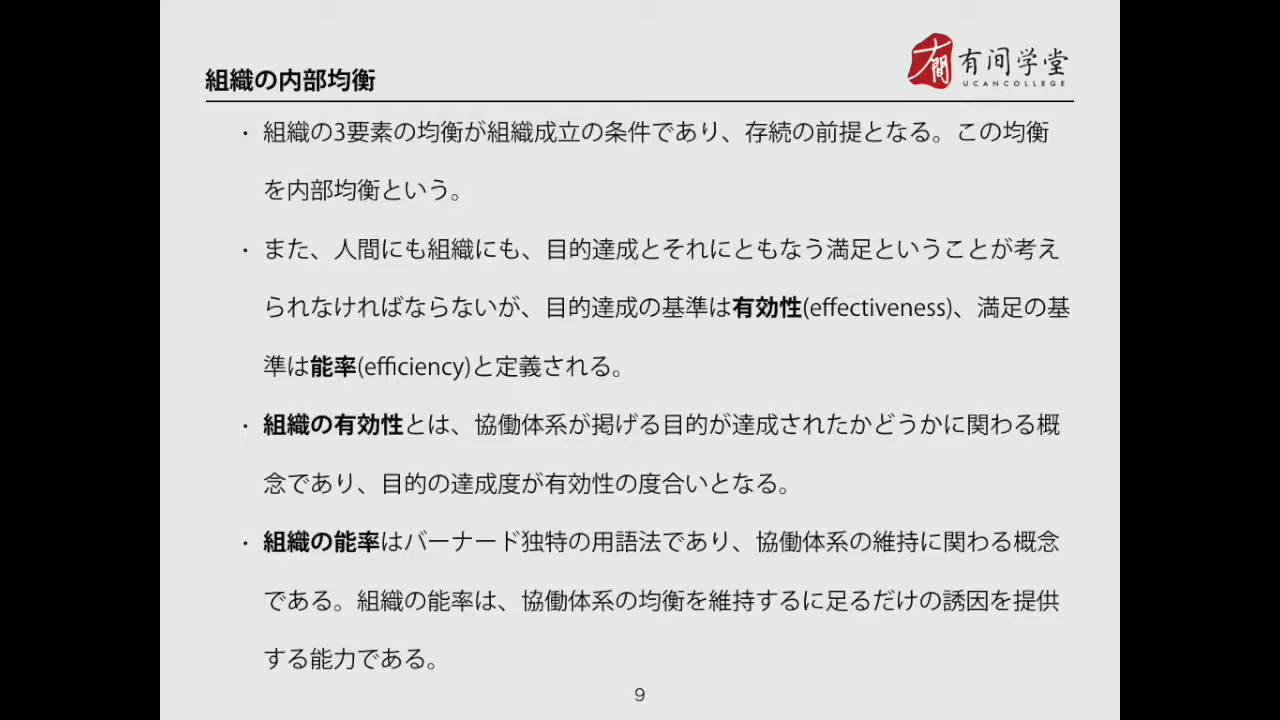 組織の内部均衡
有間
有间学堂
UCANCOLLEGE
・組織の3要素の均衡が組織成立の条件であり、存続の前提となる。この均衡
を内部均衡という。
・また、人間にも組織にも、目的達成とそれにともなう満足ということが考え
られなければならないが、目的達成の基準は有効性(effectiveness)、満足の基
準は能率(efficiency)と定義される。
・組織の有効性とは、協働体系が掲げる目的が達成されたかどうかに関わる概
念であり、目的の達成度が有効性の度合いとなる。
・組織の能率はバーナード独特の用語法であり、協働体系の維持に関わる概念
である。組織の能率は、協働体系の均衡を維持するに足るだけの誘因を提供
する能力である。
9